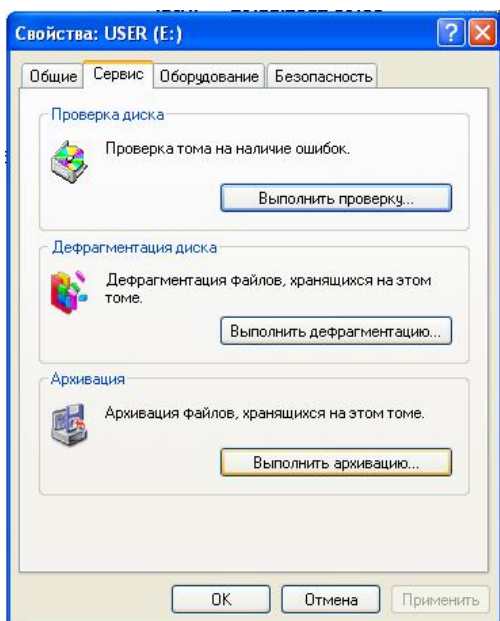 Свойства: USER (E:)
Общие Сервис Оборудование Безопасность
Проверка диска
Проверка тома на наличие ошибок.
Выполнить проверку...
Дефрагментация диска
Дефрагментация файлов, хранящихся на этом
томе.
Выполнить дефрагментацию...
Архивация
Архивация файлов, хранящихся на этом томе.
Выполнить архивацию...
OK Отмена Применить